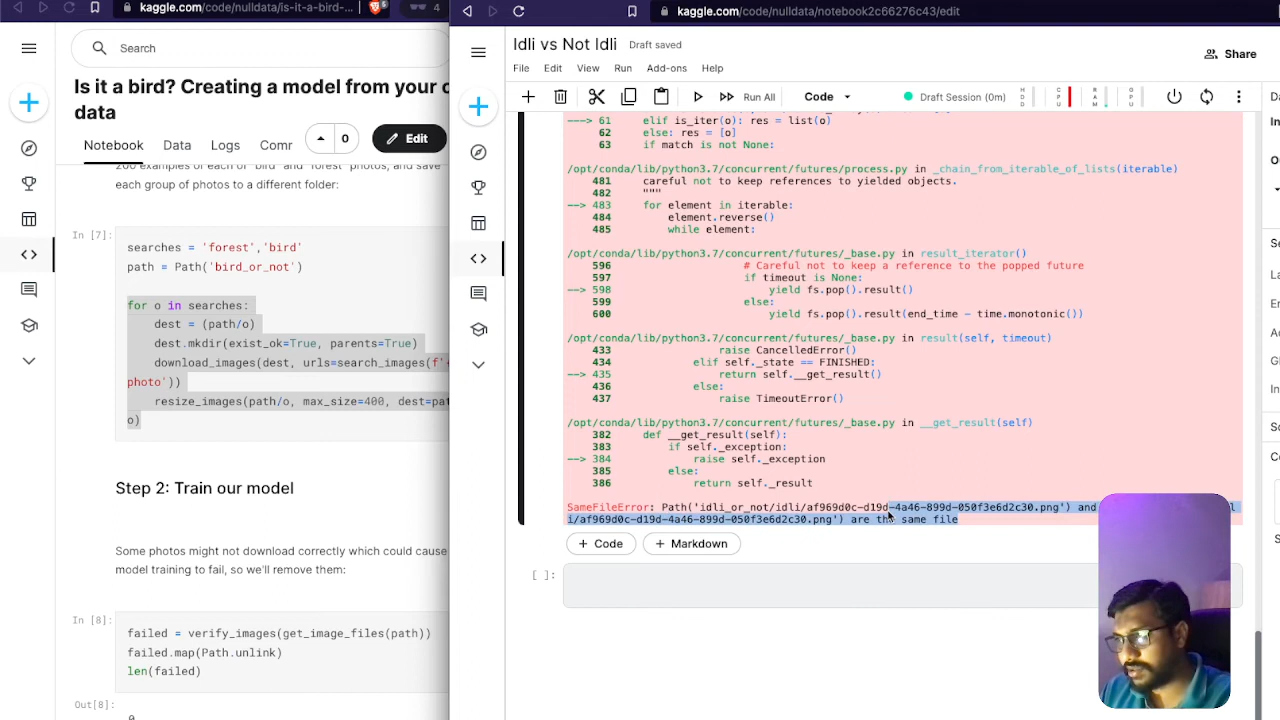 kaggle.com/code/nulldata/is-it-a-bird-...
4
Search
Is it a bird? Creating a model from your o
data
0
Edit
Notebook
Data
Logs
Comr
200 examples of each of "bird" and "forest" photos, and save
each group of photos to a different folder:
In [7]:
searches = 'forest','bird'
path = Path('bird_or_not')
for o in searches:
dest = (path/o)
dest.mkdir(exist_ok=True, parents=True)
download_images(dest, urls=search_images(f'
photo'))
resize_images(path/o, max_size=400, dest=pat
o)
Step 2: Train our model
Some photos might not download correctly which could cause
model training to fail, so we'll remove them:
In [8]:
failed = verify_images(get_image_files(path))
failed.map(Path.unlink)
len(failed)
Out[8]:
0
kaggle.com/code/nulldata/notebook2c66276c43/edit
Idli vs Not Idli
Draft saved
Share
File
Edit
View
Run
Add-ons
Help
Run All
Code
Draft Session (0m)
HDD
CPU
RAM
GPU
---> 61 elif is_iter(o): res = list(o)
62 else: res = [o]
63 if match is not None:
/opt/conda/lib/python3.7/concurrent/futures/process.py in _chain_from_iterable_of_lists(iterable)
481 careful not to keep references to yielded objects.
482 """
--> 483 for element in iterable:
484 element.reverse()
485 while element:
/opt/conda/lib/python3.7/concurrent/futures/_base.py in result_iterator()
596 # Careful not to keep a reference to the popped future
597 if timeout is None:
--> 598 yield fs.pop().result()
599 else:
600 yield fs.pop().result(end_time - time.monotonic())
/opt/conda/lib/python3.7/concurrent/futures/_base.py in result(self, timeout)
433 raise CancelledError()
434 elif self._state == FINISHED:
--> 435 return self.__get_result()
436 else:
437 raise TimeoutError()
/opt/conda/lib/python3.7/concurrent/futures/_base.py in __get_result(self)
382 def __get_result(self):
383 if self._exception:
--> 384 raise self._exception
385 else:
386 return self._result
SameFileError: Path('idli_or_not/idli/af969d0c-d19d-4a46-899d-050f3e6d2c30.png') and
i/af969d0c-d19d-4a46-899d-050f3e6d2c30.png') are the same file
+ Code
+ Markdown
[ ]: